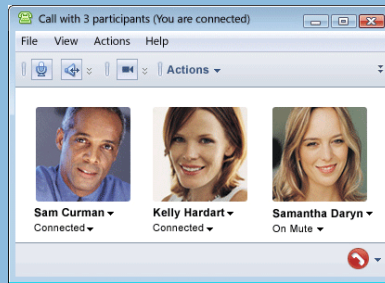 Call with 3 participants (You are connected)
File View Actions Help
Actions
Sam Curman Kelly Hardart Samantha Daryn
Connected Connected On Mute